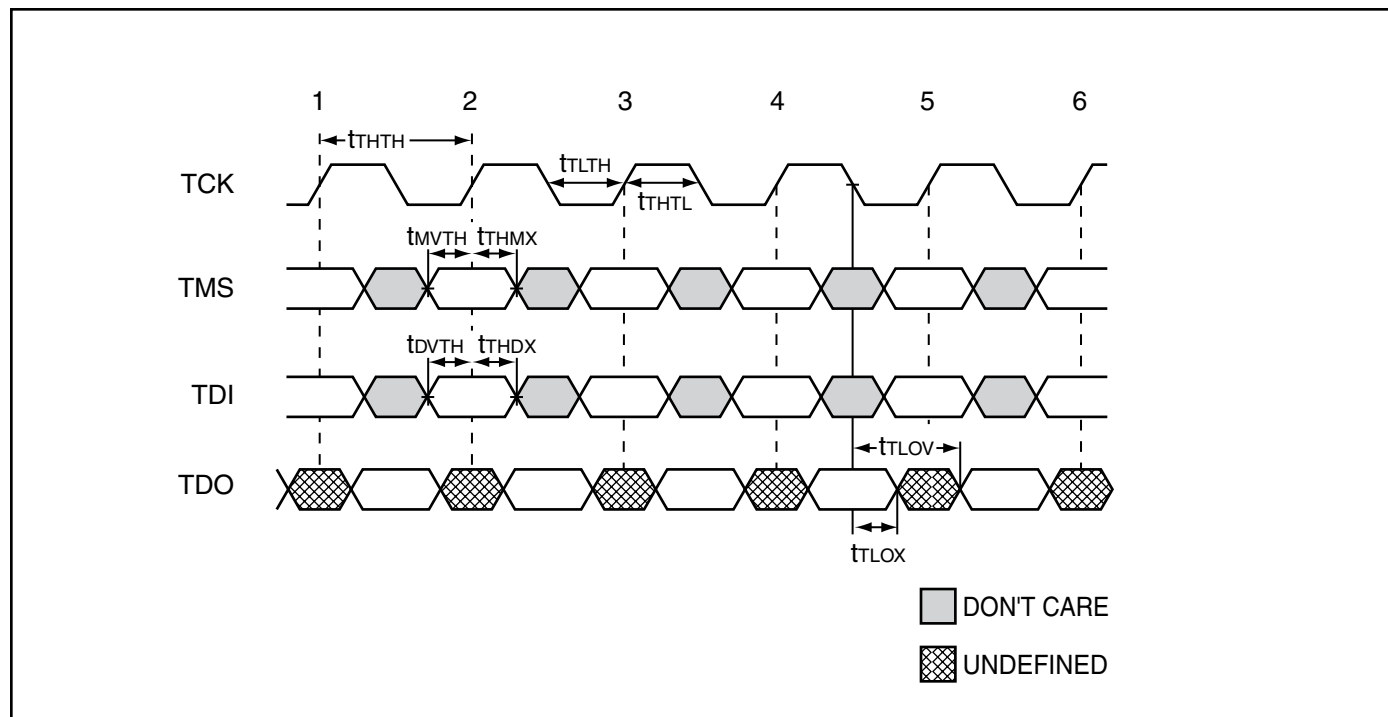 1 2 3 4 5 6
tTHTH
tTLTH
TCK
tTHTL
tMVTH tTHMX
TMS
tDVTH tTHDX
TDI
tTLOV
TDO
tTLOX
DON'T CARE
UNDEFINED